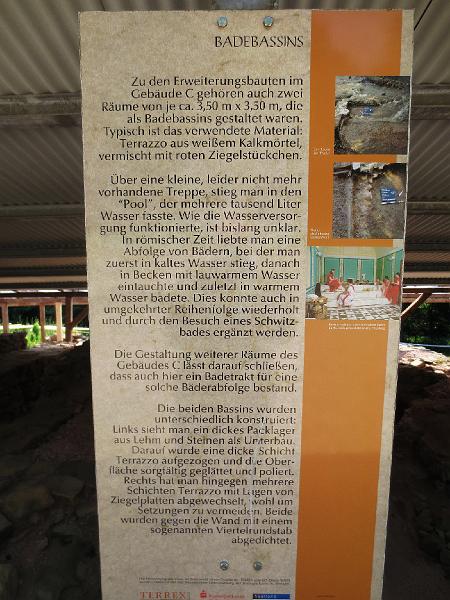 BADEBASSINS
Zu den Erweiterungsbauten im
Gebäude C gehören auch zwei
Räume von je ca. 3,50 m x 3,50 m, die
als Badebassins gestaltet waren.
Typisch ist das verwendete Material:
Terrazzo aus weißem Kalkmörtel,
vermischt mit roten Ziegelstückchen.
Über eine kleine, leider nicht mehr
vorhandene Treppe, stieg man in den
"Pool", der mehrere tausend Liter
Wasser fasste. Wie die Wasserversor-
gung funktionierte, ist bislang unklar.
In römischer Zeit liebte man eine
Abfolge von Bädern, bei der man
zuerst in kaltes Wasser stieg, danach
in Becken mit lauwarmem Wasser
eintauchte und zuletzt in warmem
Wasser badete. Dies konnte auch in
umgekehrter Reihenfolge wiederholt
und durch den Besuch eines Schwitz-
bades ergänzt werden.
Die Gestaltung weiterer Räume des
Gebäudes C lässt darauf schließen,
dass auch hier ein Badetrakt für eine
solche Bäderabfolge bestand.
Die beiden Bassins wurden
unterschiedlich konstruiert:
Links sieht man ein dickes Packlager
aus Lehm und Steinen als Unterbau.
Darauf wurde eine dicke Schicht
Terrazzo aufgezogen und die Ober-
fläche sorgfältig geglättet und poliert.
Rechts hat man hingegen mehrere
Schichten Terrazzo mit Lagen von
Ziegelplatten abgewechselt, wohl um
Setzungen zu vermeiden. Beide
wurden gegen die Wand mit einem
sogenannten Viertelrundstab
abgedichtet.
TERREX
Saarland